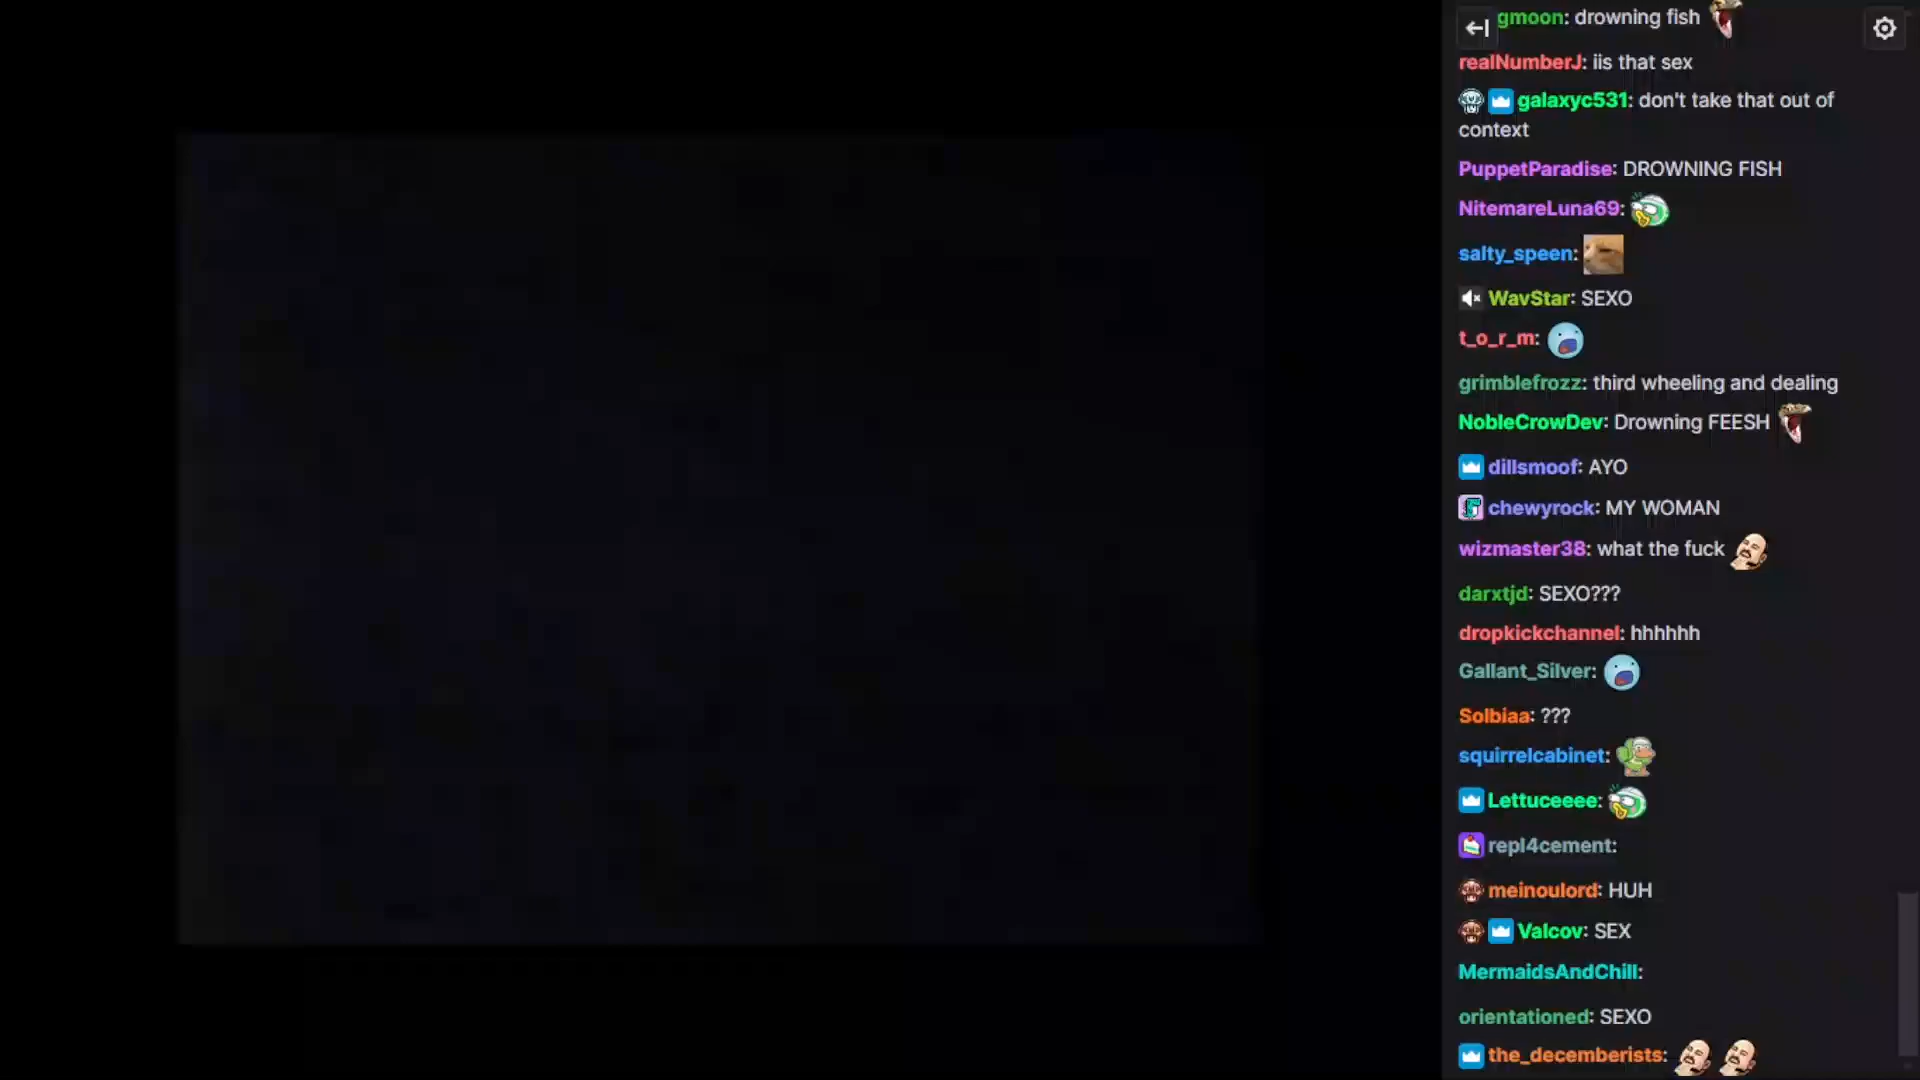 gmoon: drowning fish
realNumberJ: iis that sex
galaxyc531: don't take that out of
context
PuppetParadise: DROWNING FISH
NitemareLuna69:
salty_speen:
WavStar: SEXO
t_o_r_m:
grimblefrozz: third wheeling and dealing
NobleCrowDev: Drowning FEESH
dillsmoof: AYO
chewyrock: MY WOMAN
wizmaster38: what the fuck
darxtjd: SEXO???
dropkickchannel: hhhhhh
Gallant_Silver:
Solbiaa: ???
squirrelcabinet:
Lettuceeee:
repl4cement:
meinoulord: HUH
Valcov: SEX
MermaidsAndChill:
orientationed: SEXO
the_decemberists: